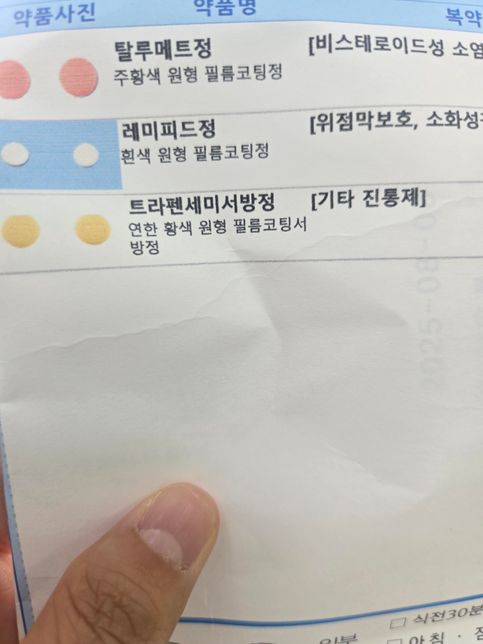 약품사진 약품명 복약
탈루메트정 [비스테로이드성 소염
주황색 원형 필름코팅정
레미피드정 [위점막보호, 소화성
흰색 원형 필름코팅정
트라펜세미서방정 [기타 진통제]
연한 황색 원형 필름코팅서
방정
2025-08-0
□ 식전30분
□ 아침 ·